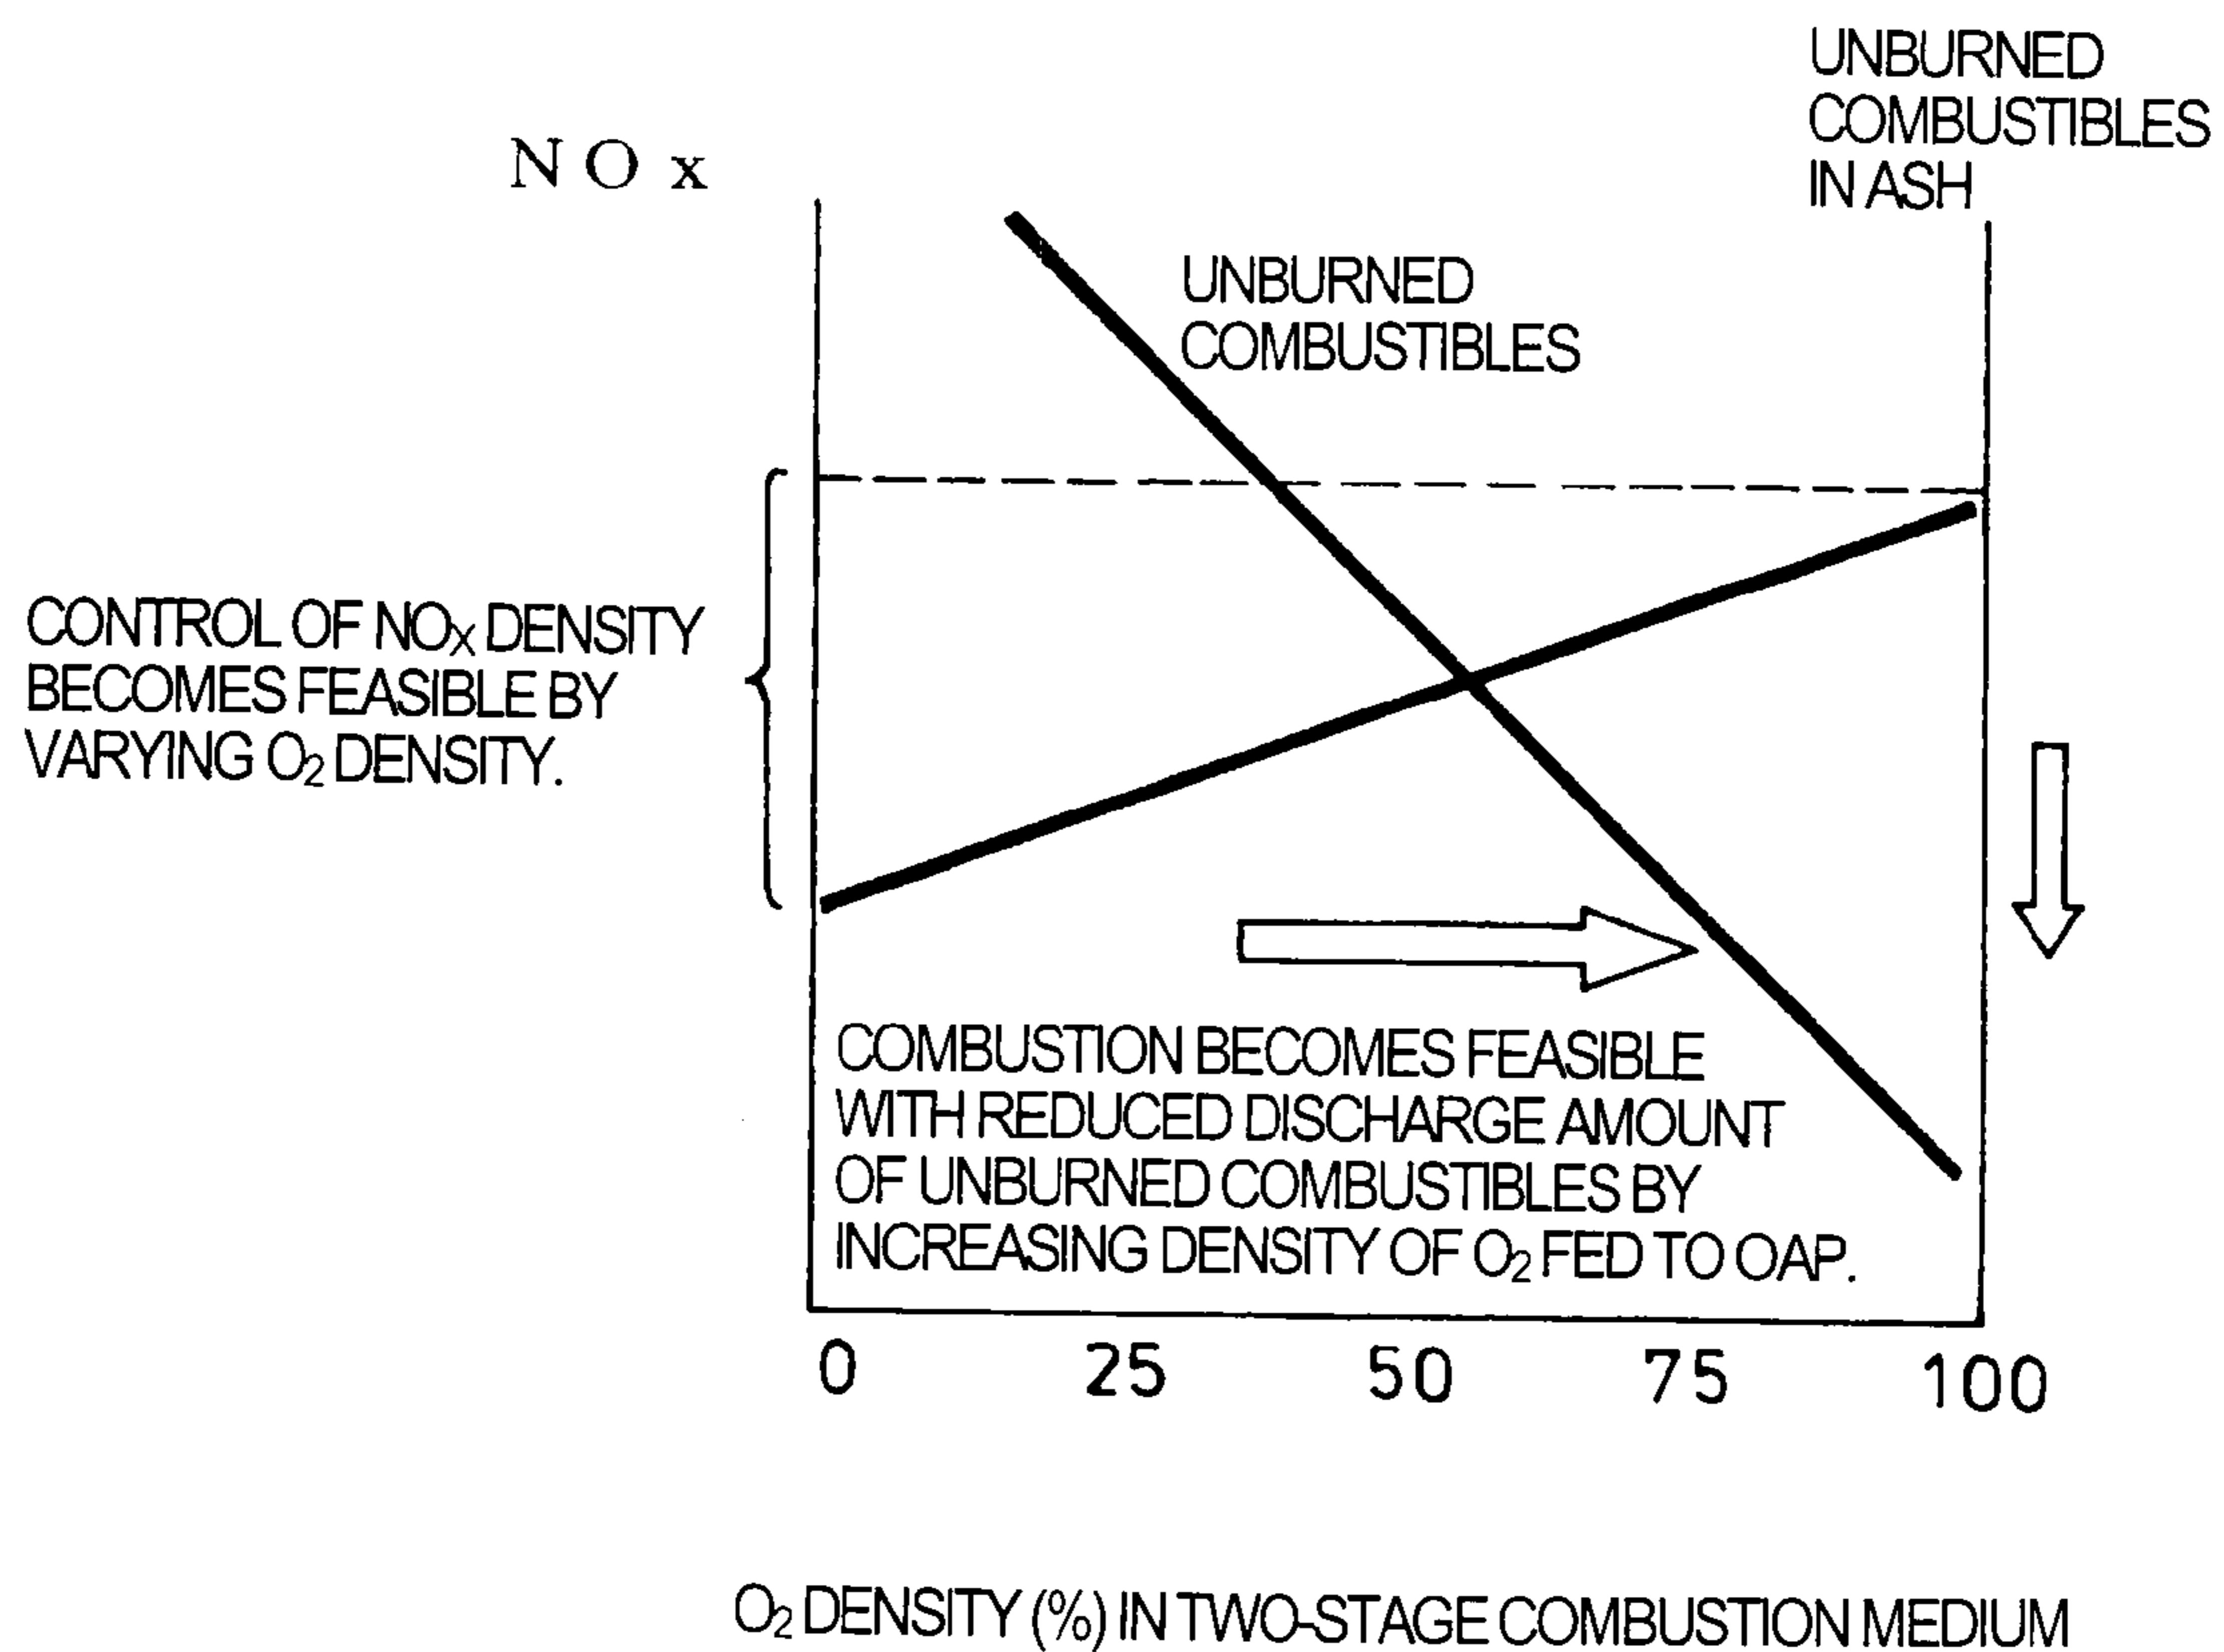 UNBURNED
COMBUSTIBLES
IN ASH
NOx
UNBURNED
COMBUSTIBLES
CONTROL OF NOx DENSITY
BECOMES FEASIBLE BY
VARYING O₂ DENSITY.
COMBUSTION BECOMES FEASIBLE
WITH REDUCED DISCHARGE AMOUNT
OF UNBURNED COMBUSTIBLES BY
INCREASING DENSITY OF O₂ FED TO OAP.
0 25 50 75 100
O₂ DENSITY (%) IN TWO-STAGE COMBUSTION MEDIUM